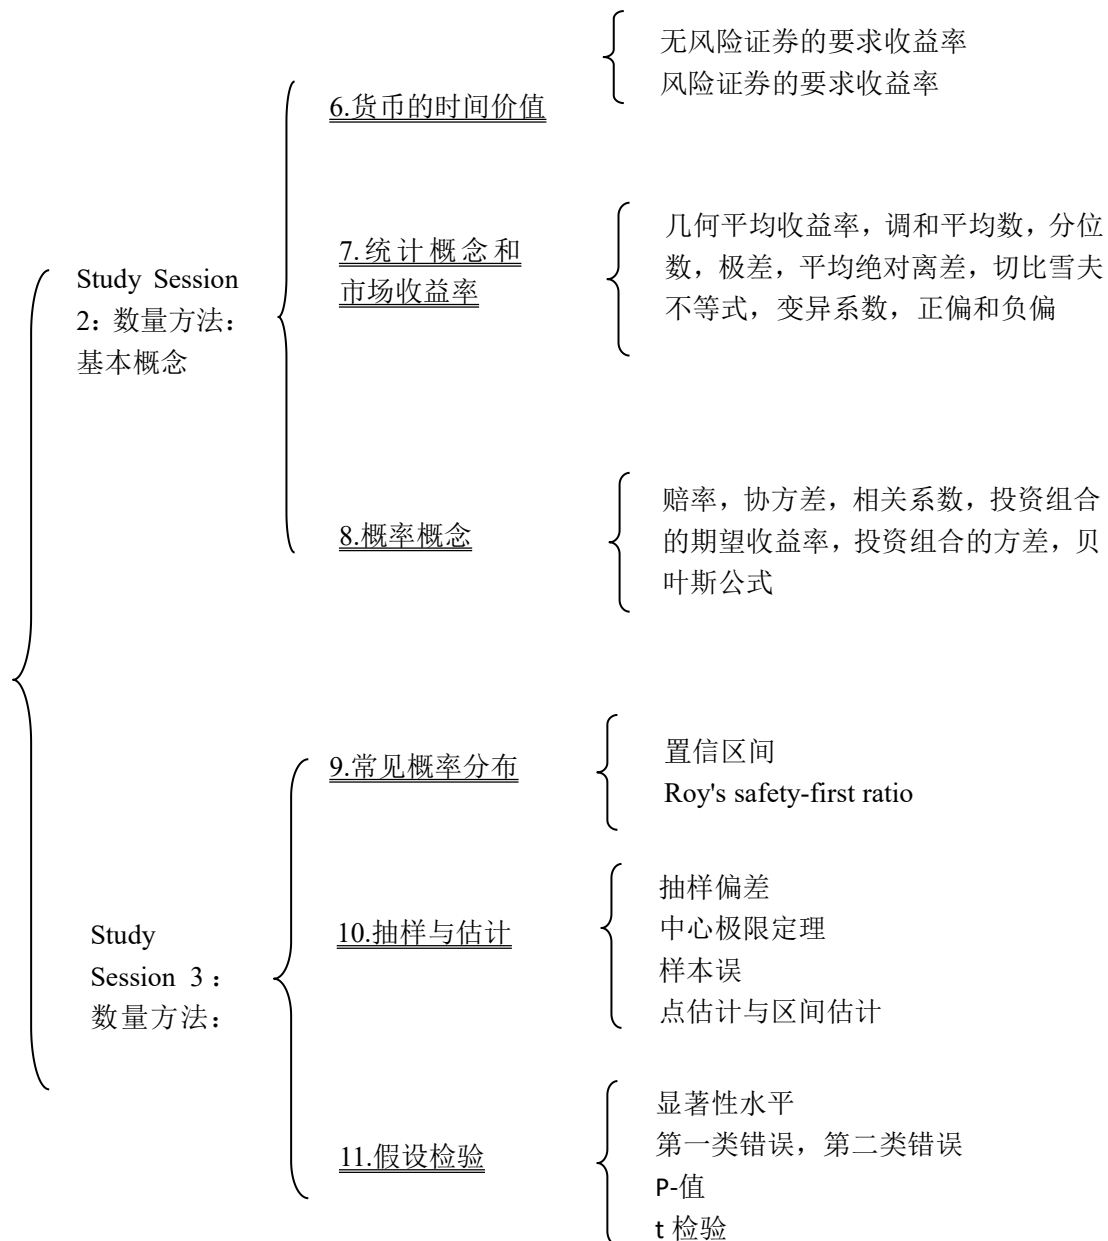 无风险证券的要求收益率
风险证券的要求收益率
6.货币的时间价值
Study Session
2：数量方法：
基本概念
7.统计概念和
市场收益率
几何平均收益率，调和平均数，分位
数，极差，平均绝对离差，切比雪夫
不等式，变异系数，正偏和负偏
8.概率概念
赔率，协方差，相关系数，投资组合
的期望收益率，投资组合的方差，贝
叶斯公式
9.常见概率分布
置信区间
Roy's safety-first ratio
Study
Session 3：
数量方法：
10.抽样与估计
抽样偏差
中心极限定理
样本误
点估计与区间估计
11.假设检验
显著性水平
第一类错误，第二类错误
P-值
t 检验